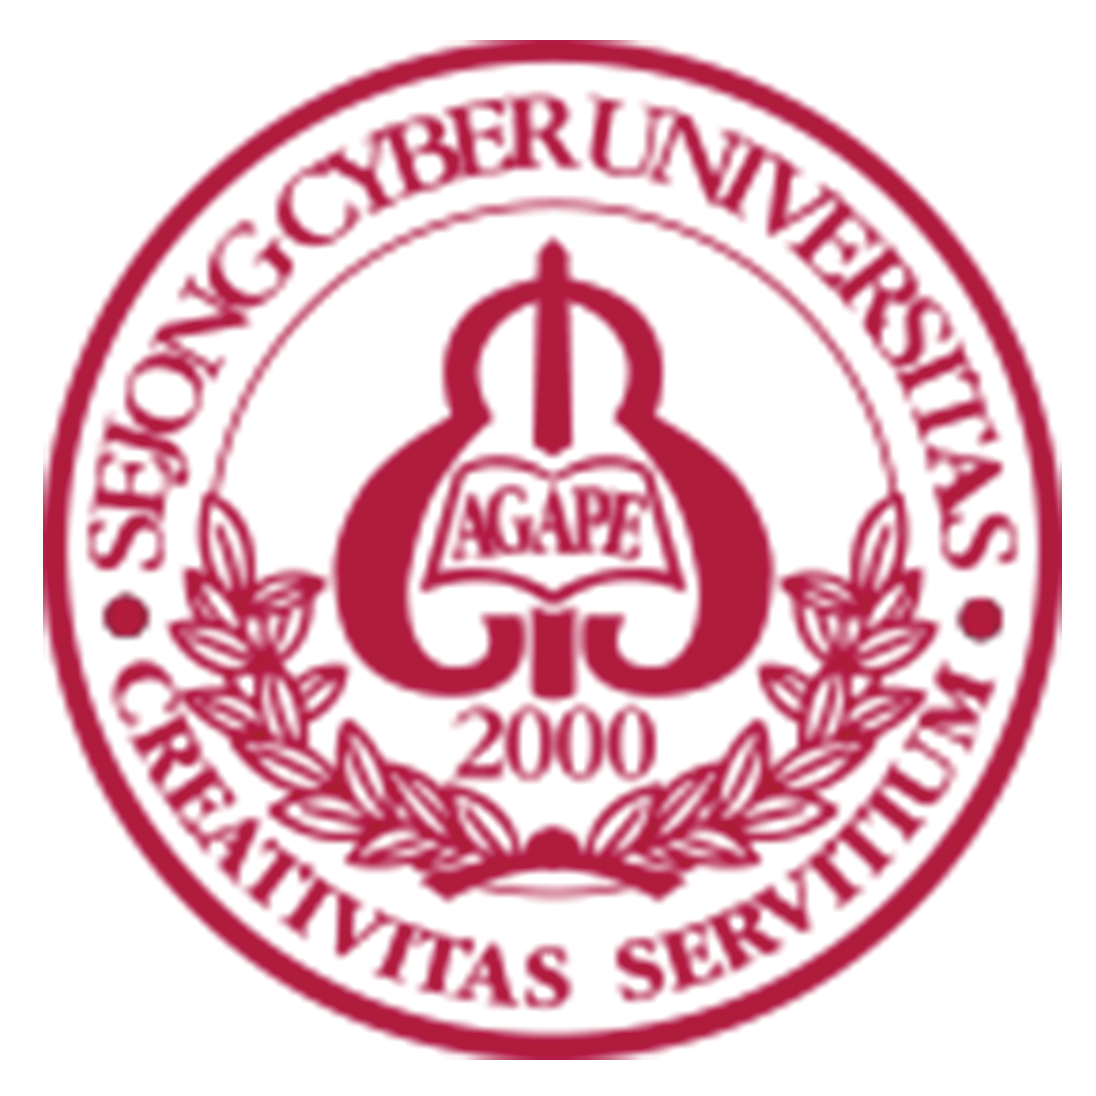 SEJONG CYBER UNIVERSITAS
AGAPE
2000
CREATIVITAS SERVITIUM